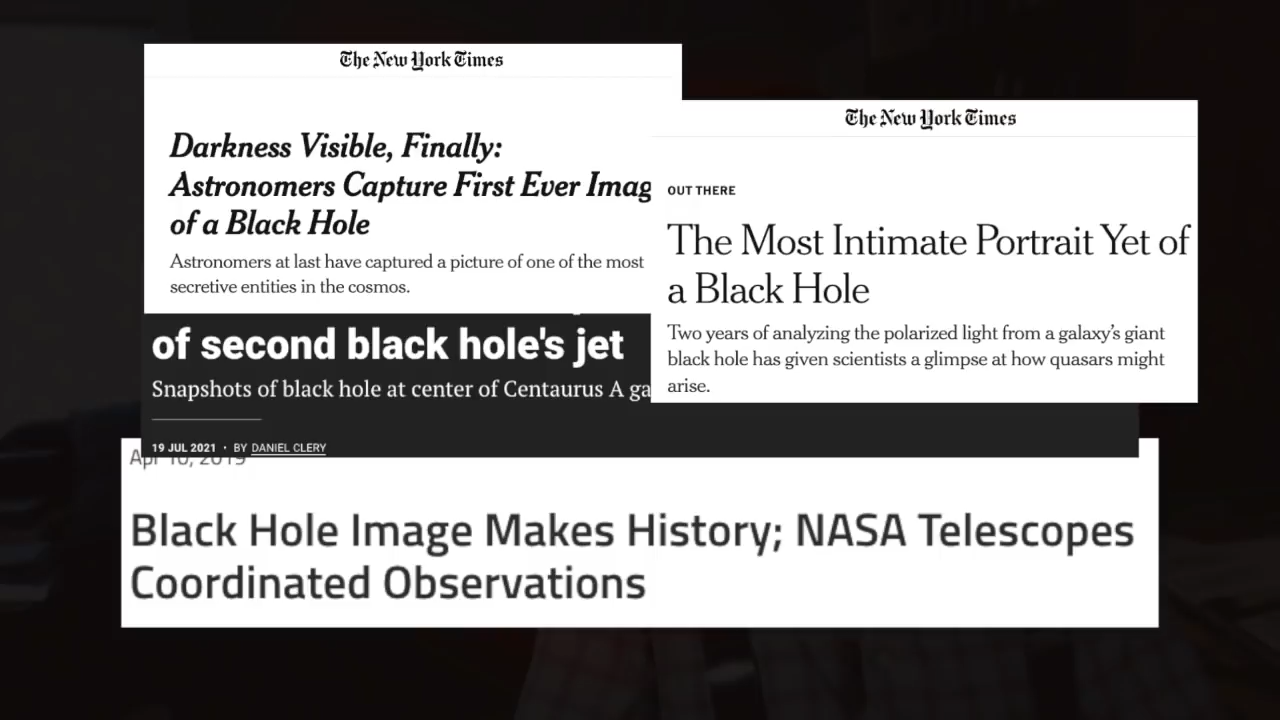 The New York Times
Darkness Visible, Finally:
Astronomers Capture First Ever Imag
of a Black Hole
Astronomers at last have captured a picture of one of the most
secretive entities in the cosmos.
The New York Times
OUT THERE
The Most Intimate Portrait Yet of
a Black Hole
Two years of analyzing the polarized light from a galaxy's giant
black hole has given scientists a glimpse at how quasars might
arise.
of second black hole's jet
Snapshots of black hole at center of Centaurus A ga
19 JUL 2021 • BY DANIEL CLERY
Apr 10, 2019
Black Hole Image Makes History; NASA Telescopes
Coordinated Observations